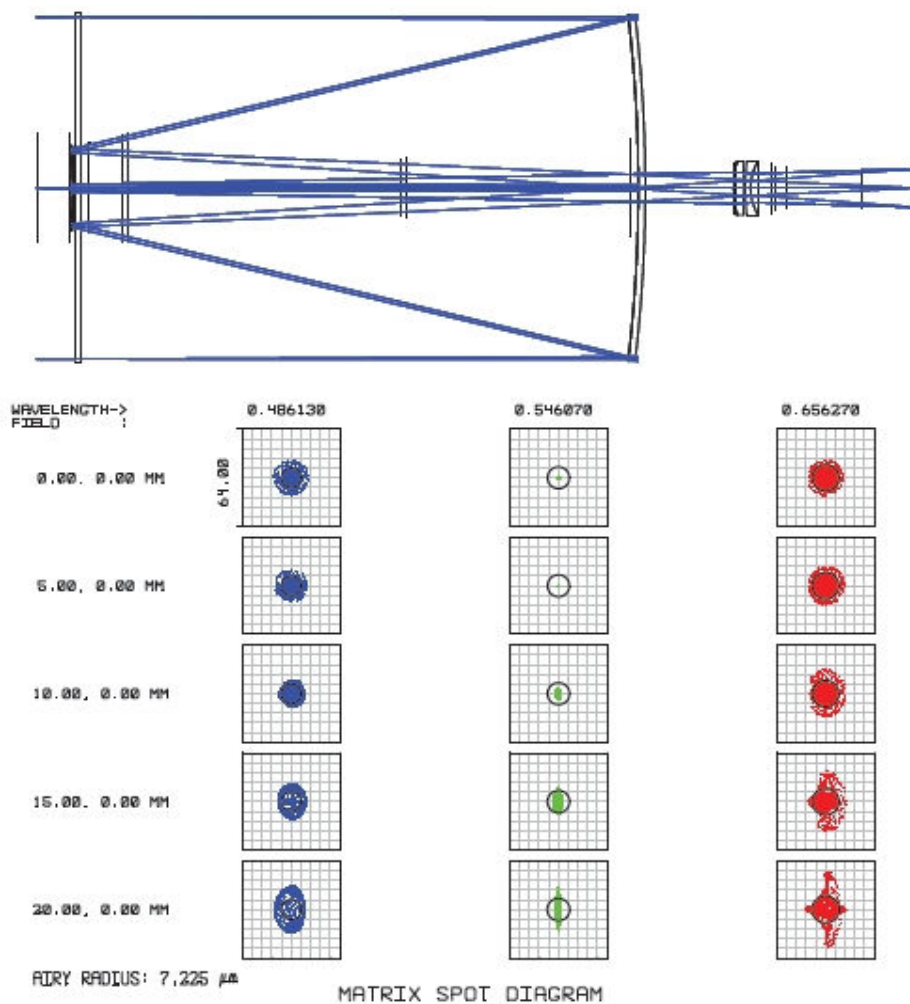 WAVELENGTH-> 0.486130 0.546070 0.656270
FIELD :
0.00. 0.00 MM
64.00
5.00, 0.00 MM
10.00, 0.00 MM
15.00. 0.00 MM
20.00, 0.00 MM
AIRY RADIUS: 7.225 µm
MATRIX SPOT DIAGRAM